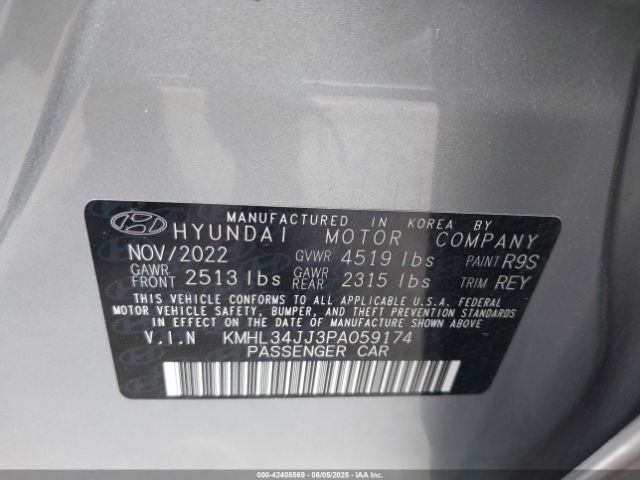 MANUFACTURED IN KOREA BY
HYUNDAI MOTOR COMPANY
NOV/2022 GVWR 4519 lbs PAINT R9S
GAWR FRONT 2513 lbs GAWR REAR 2315 lbs TRIM REY
THIS VEHICLE CONFORMS TO ALL APPLICABLE U.S.A. FEDERAL
MOTOR VEHICLE SAFETY, BUMPER, AND THEFT PREVENTION STANDARDS
IN EFFECT ON THE DATE OF MANUFACTURE SHOWN ABOVE.
V.I.N KMHL34JJ3PA059174
PASSENGER CAR
000-42408569 - 06/05/2025 - IAA Inc.